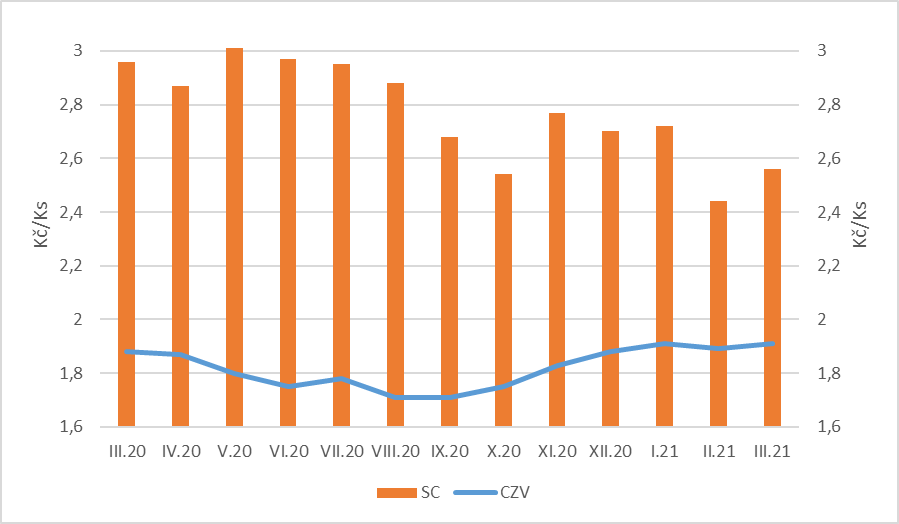 3 3
2,8 2,8
2,6 2,6
2,4 2,4
Kč/Ks Kč/Ks
2,2 2,2
2 2
1,8 1,8
1,6 1,6
III.20 IV.20 V.20 VI.20 VII.20 VIII.20 IX.20 X.20 XI.20 XII.20 I.21 II.21 III.21
SC CZV